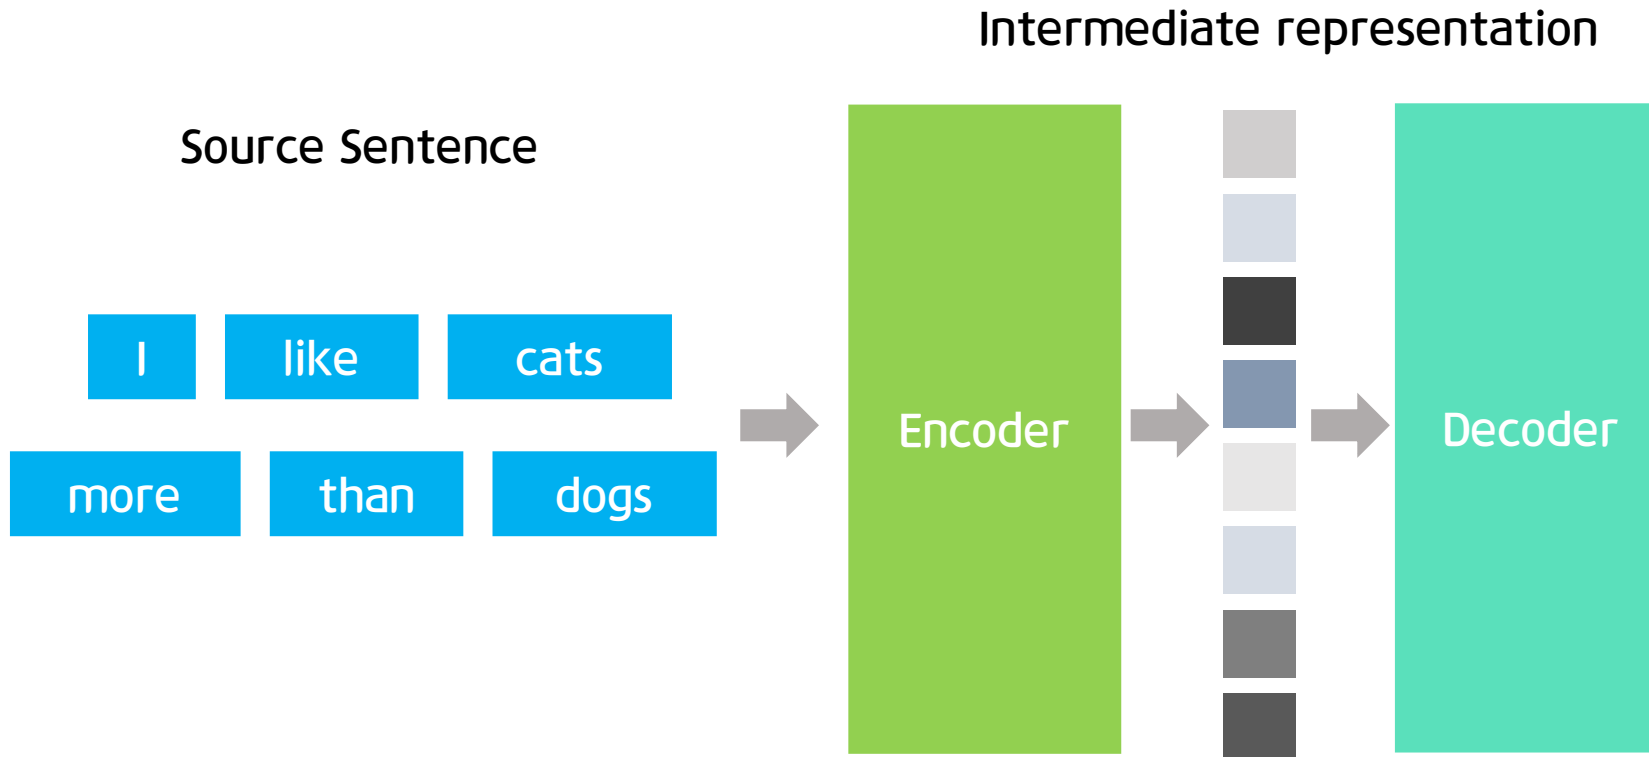 Intermediate representation
Source Sentence
I like cats
more than dogs
Encoder
Decoder